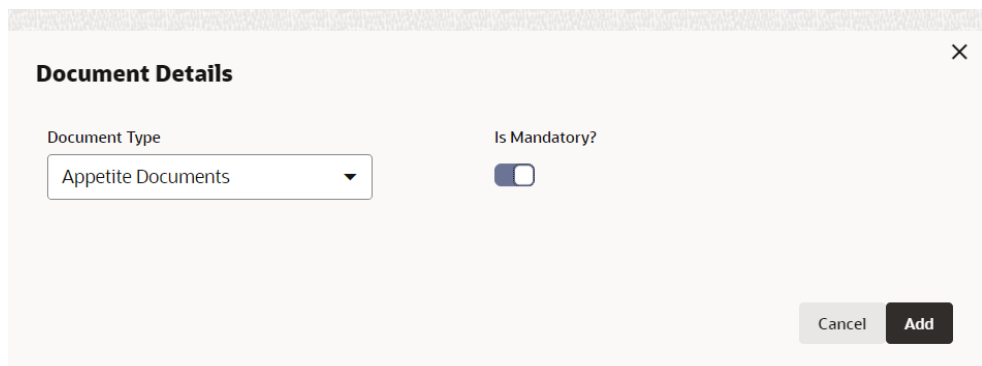 Document Details
Document Type
Is Mandatory?
Appetite Documents
Cancel
Add